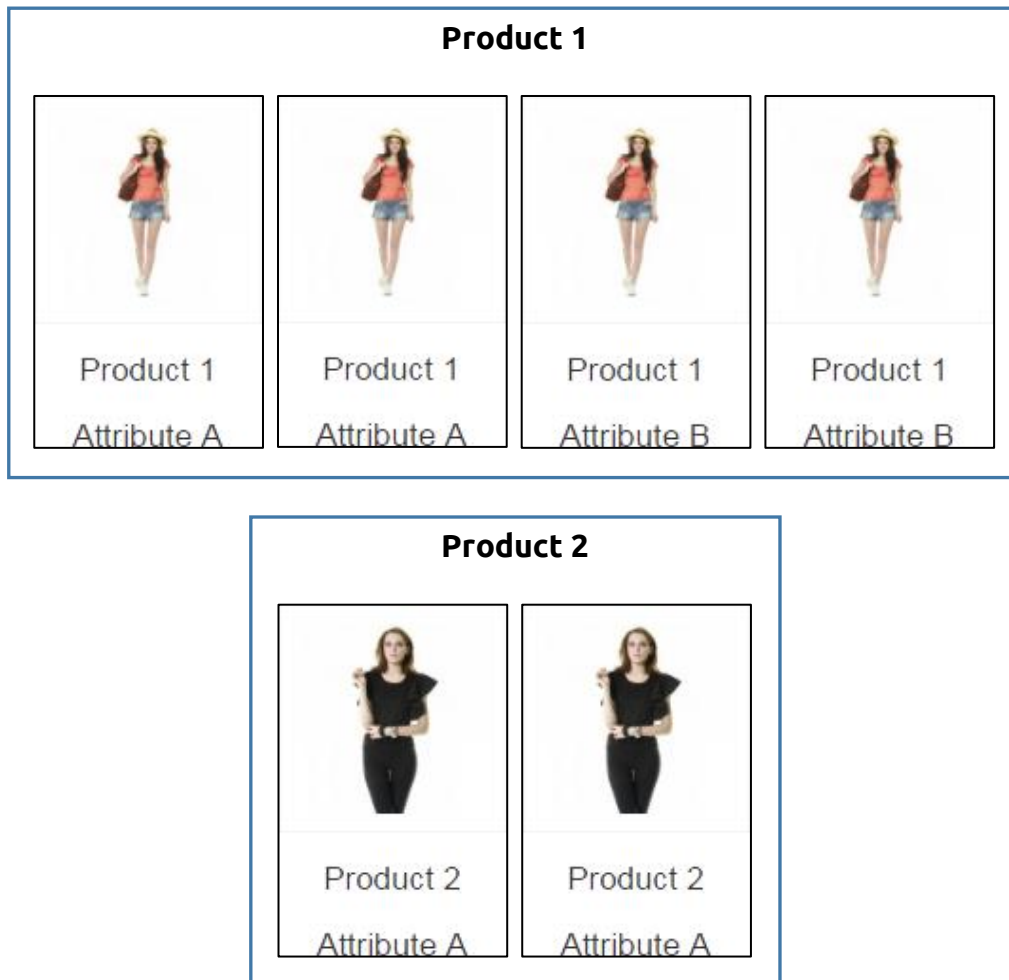 Product 1
Product 1 Product 1 Product 1 Product 1
Attribute A Attribute A Attribute B Attribute B
Product 2
Product 2 Product 2
Attribute A Attribute A